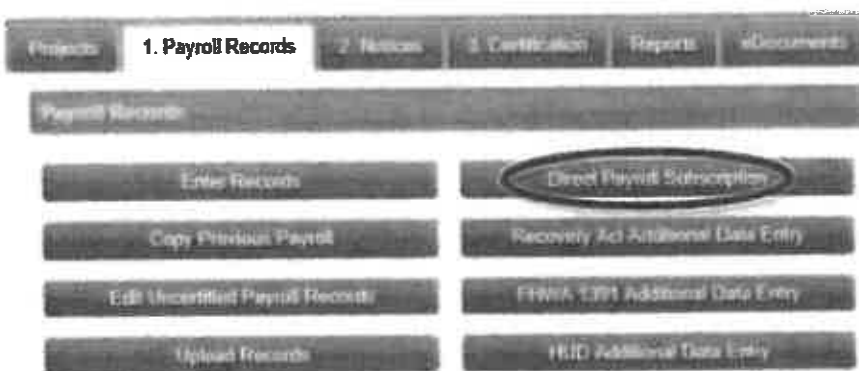 Projects 1. Payroll Records 2. Notices 3. Certification Reports eDocuments
Payroll Records
Enter Records Direct Payroll Subscription
Copy Previous Payroll Recovery Act Additional Data Entry
Edit Uncertified Payroll Records FHWA 1391 Additional Data Entry
Upload Records HUD Additional Data Entry